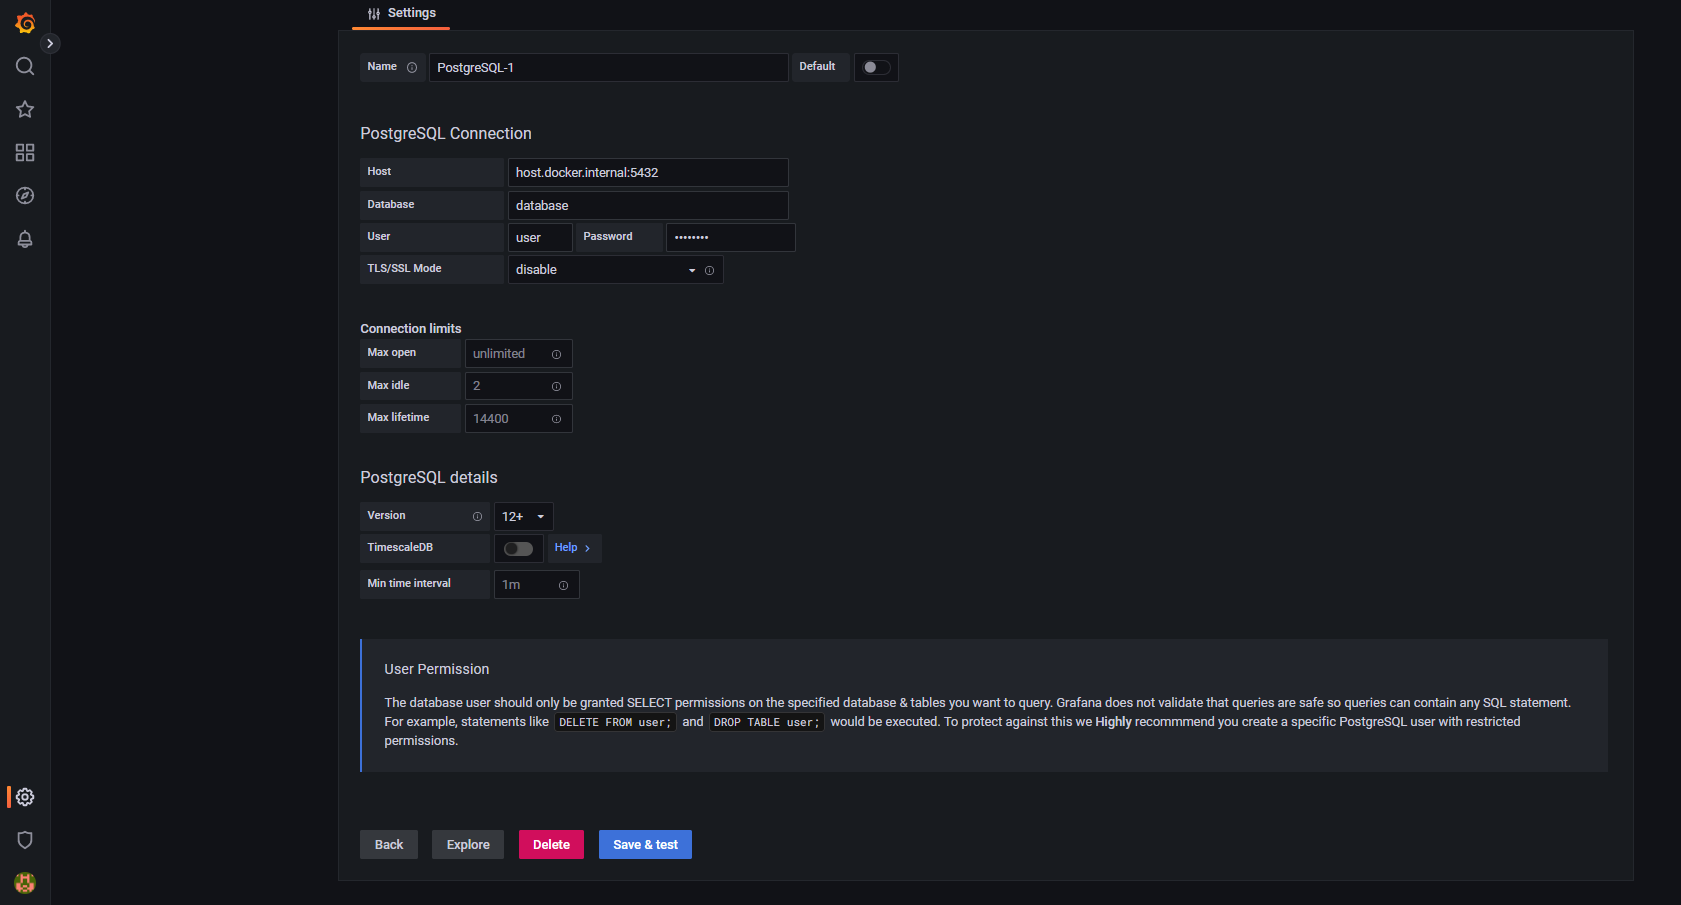 Settings
Name PostgreSQL-1 Default
PostgreSQL Connection
Host host.docker.internal:5432
Database database
User user Password ••••••••
TLS/SSL Mode disable
Connection limits
Max open unlimited
Max idle 2
Max lifetime 14400
PostgreSQL details
Version 12+
TimescaleDB Help
Min time interval 1m
User Permission
The database user should only be granted SELECT permissions on the specified database & tables you want to query. Grafana does not validate that queries are safe so queries can contain any SQL statement.
For example, statements like DELETE FROM user; and DROP TABLE user; would be executed. To protect against this we Highly recommmend you create a specific PostgreSQL user with restricted
permissions.
Back Explore Delete Save & test